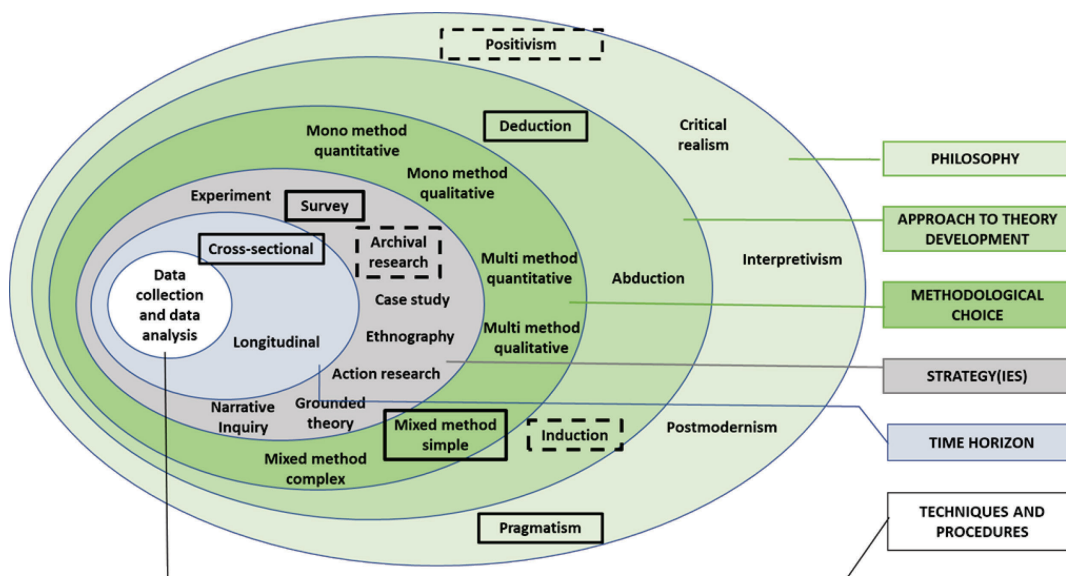 Positivism
Deduction
Critical
realism
Mono method
quantitative
Mono method
qualitative
Experiment
Survey
Cross-sectional
Archival
research
Data
collection
and data
analysis
Multi method
quantitative
Abduction
Interpretivism
Case study
Ethnography
Multi method
qualitative
Longitudinal
Action research
Narrative
Inquiry
Grounded
theory
Mixed method
simple
Induction
Postmodernism
Mixed method
complex
Pragmatism
PHILOSOPHY
APPROACH TO THEORY
DEVELOPMENT
METHODOLOGICAL
CHOICE
STRATEGY(IES)
TIME HORIZON
TECHNIQUES AND
PROCEDURES